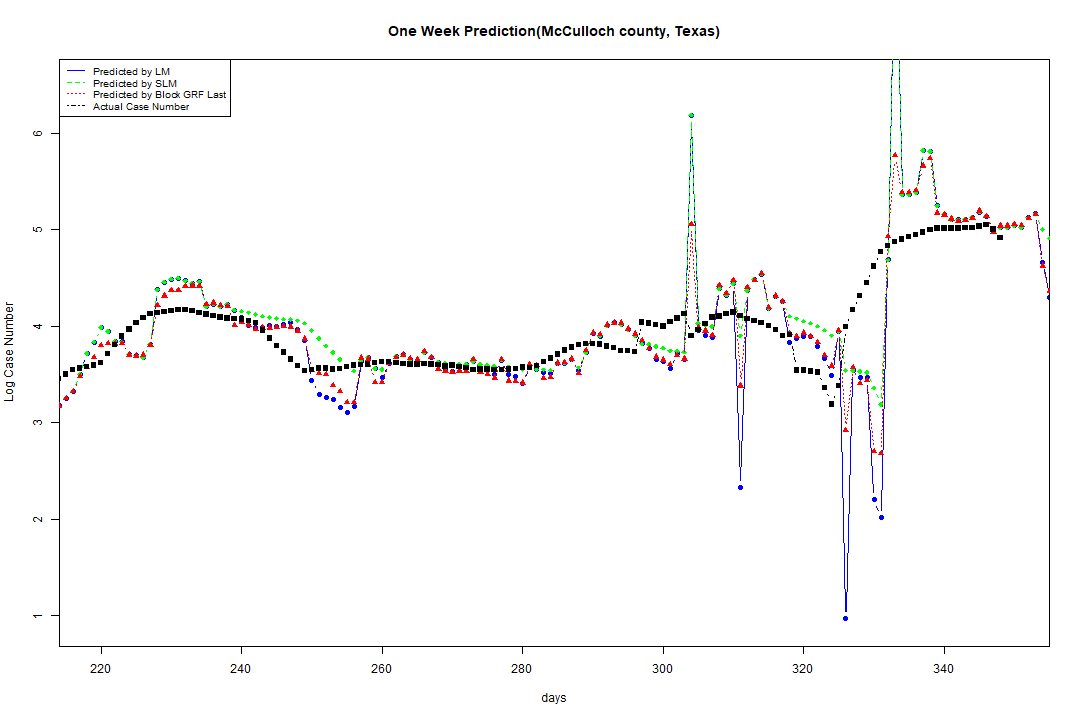 One Week Prediction(McCulloch county, Texas)
Predicted by LM
Predicted by SLM
Predicted by Block GRF Last
Actual Case Number
Log Case Number
6
5
4
3
2
1
220 240 260 280 300 320 340
days